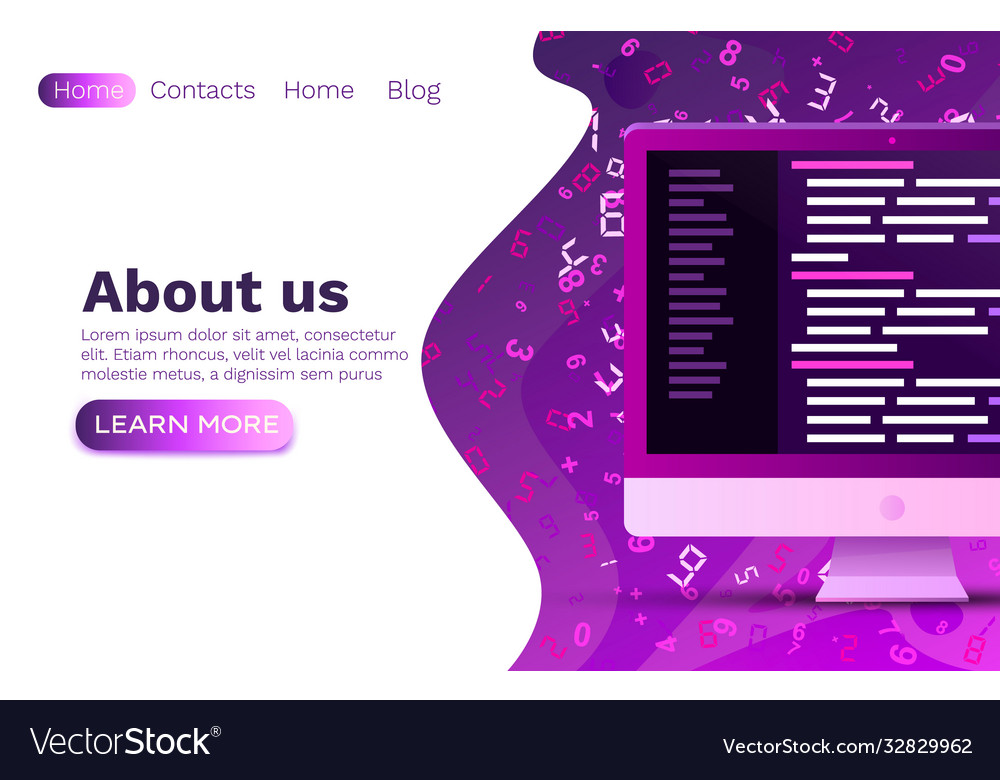 Home Contacts Home Blog
About us
Lorem ipsum dolor sit amet, consectetur
elit. Etiam rhoncus, velit vel lacinia commo
molestie metus, a dignissim sem purus
LEARN MORE
VectorStock®
VectorStock.com/32829962